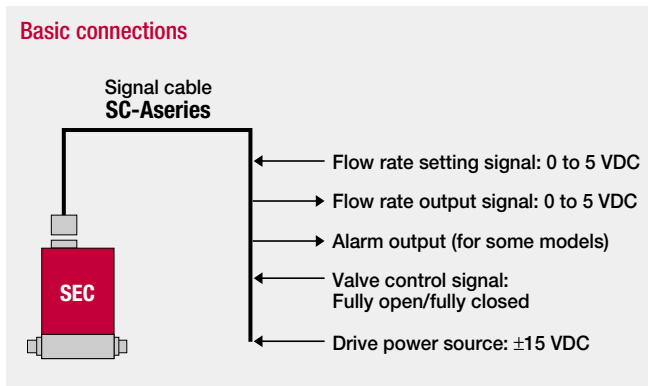 Basic connections
Signal cable
SC-Aseries
Flow rate setting signal: 0 to 5 VDC
Flow rate output signal: 0 to 5 VDC
Alarm output (for some models)
Valve control signal:
Fully open/fully closed
SEC
Drive power source: ±15 VDC